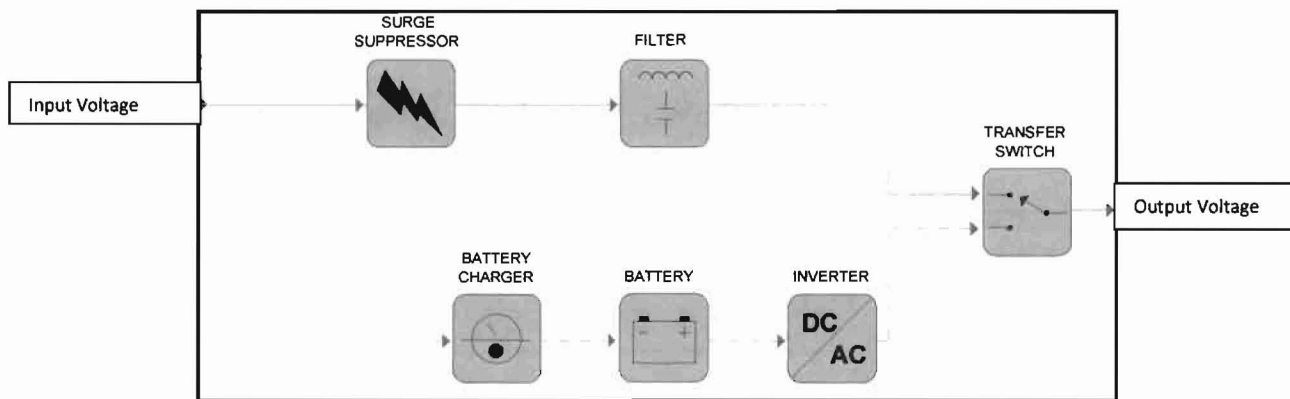 SURGE
SUPPRESSOR
FILTER
Input Voltage
TRANSFER
SWITCH
Output Voltage
BATTERY
CHARGER
BATTERY
INVERTER
- +
DC
AC